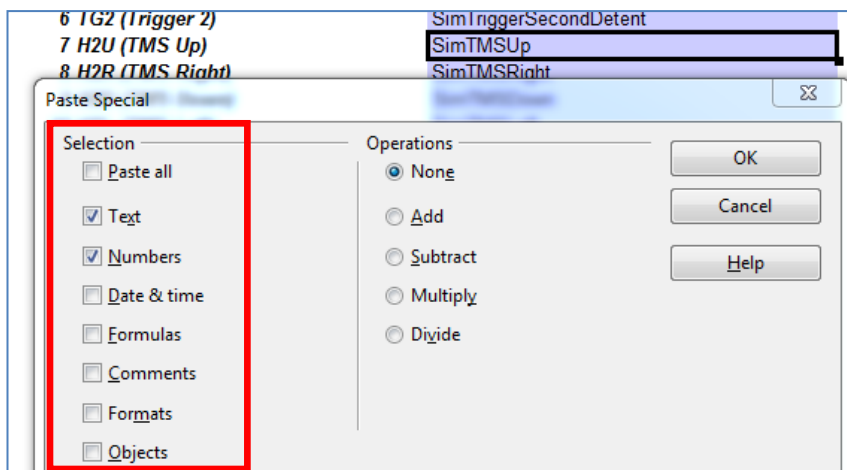 6 TG2 (Trigger 2) SimTriggerSecondDetent
7 H2U (TMS Up) SimTMSUp
8 H2R (TMS Right) SimTMSRight
Paste Special
Selection Operations
Paste all None OK
Text Add Cancel
Numbers Subtract Help
Date & time Multiply
Formulas Divide
Comments
Formats
Objects